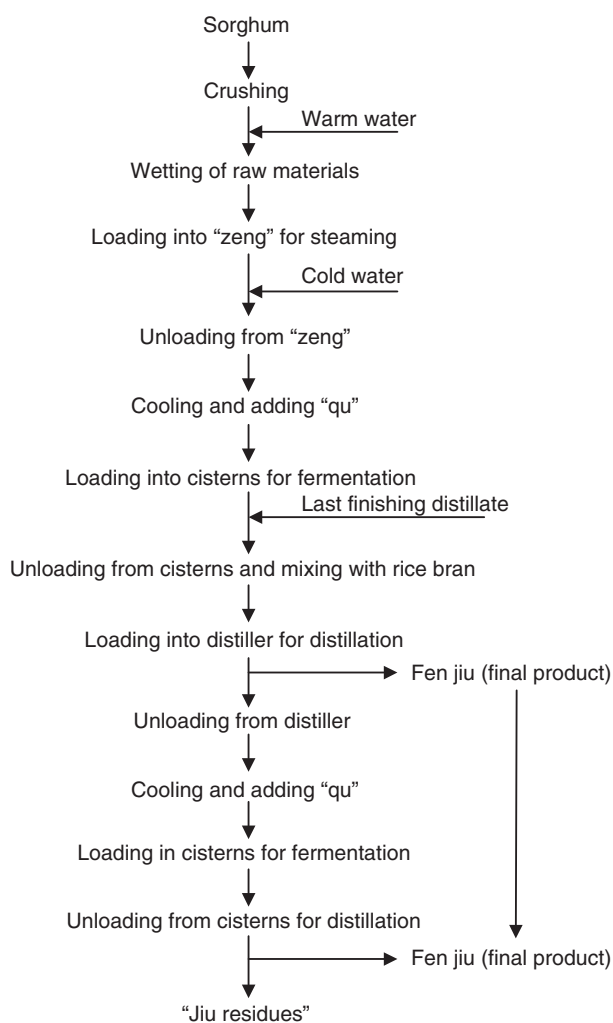 Sorghum
Crushing
Warm water
Wetting of raw materials
Loading into “zeng” for steaming
Cold water
Unloading from “zeng”
Cooling and adding “qu”
Loading into cisterns for fermentation
Last finishing distillate
Unloading from cisterns and mixing with rice bran
Loading into distiller for distillation
Fen jiu (final product)
Unloading from distiller
Cooling and adding “qu”
Loading in cisterns for fermentation
Unloading from cisterns for distillation
Fen jiu (final product)
“Jiu residues”